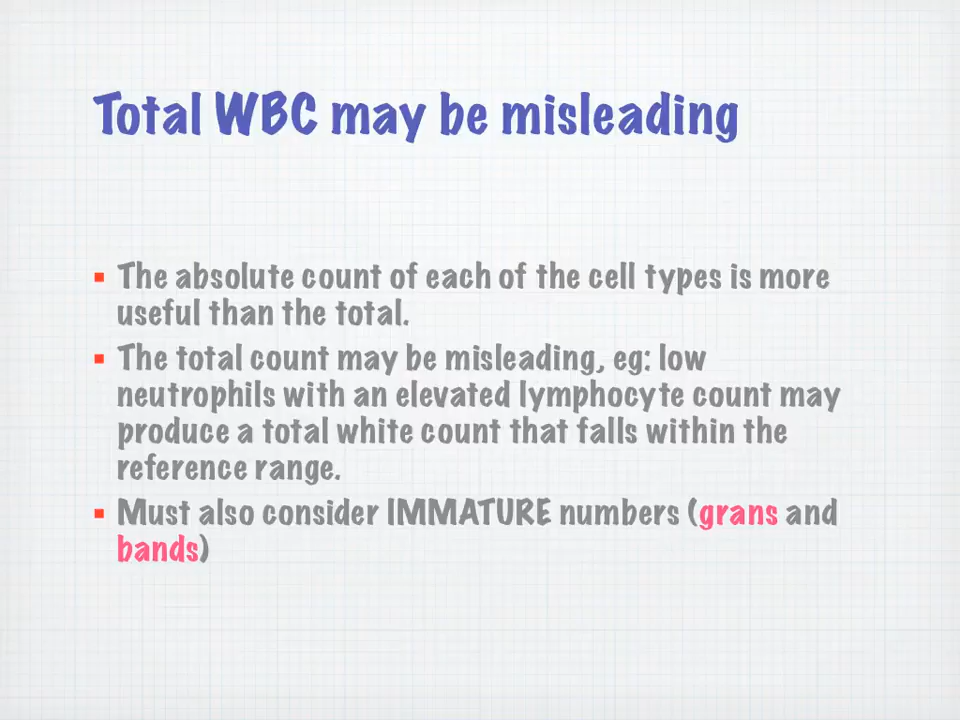 Total WBC may be misleading
▪ The absolute count of each of the cell types is more
useful than the total.
▪ The total count may be misleading, eg: low
neutrophils with an elevated lymphocyte count may
produce a total white count that falls within the
reference range.
▪ Must also consider IMMATURE numbers (grans and
bands)